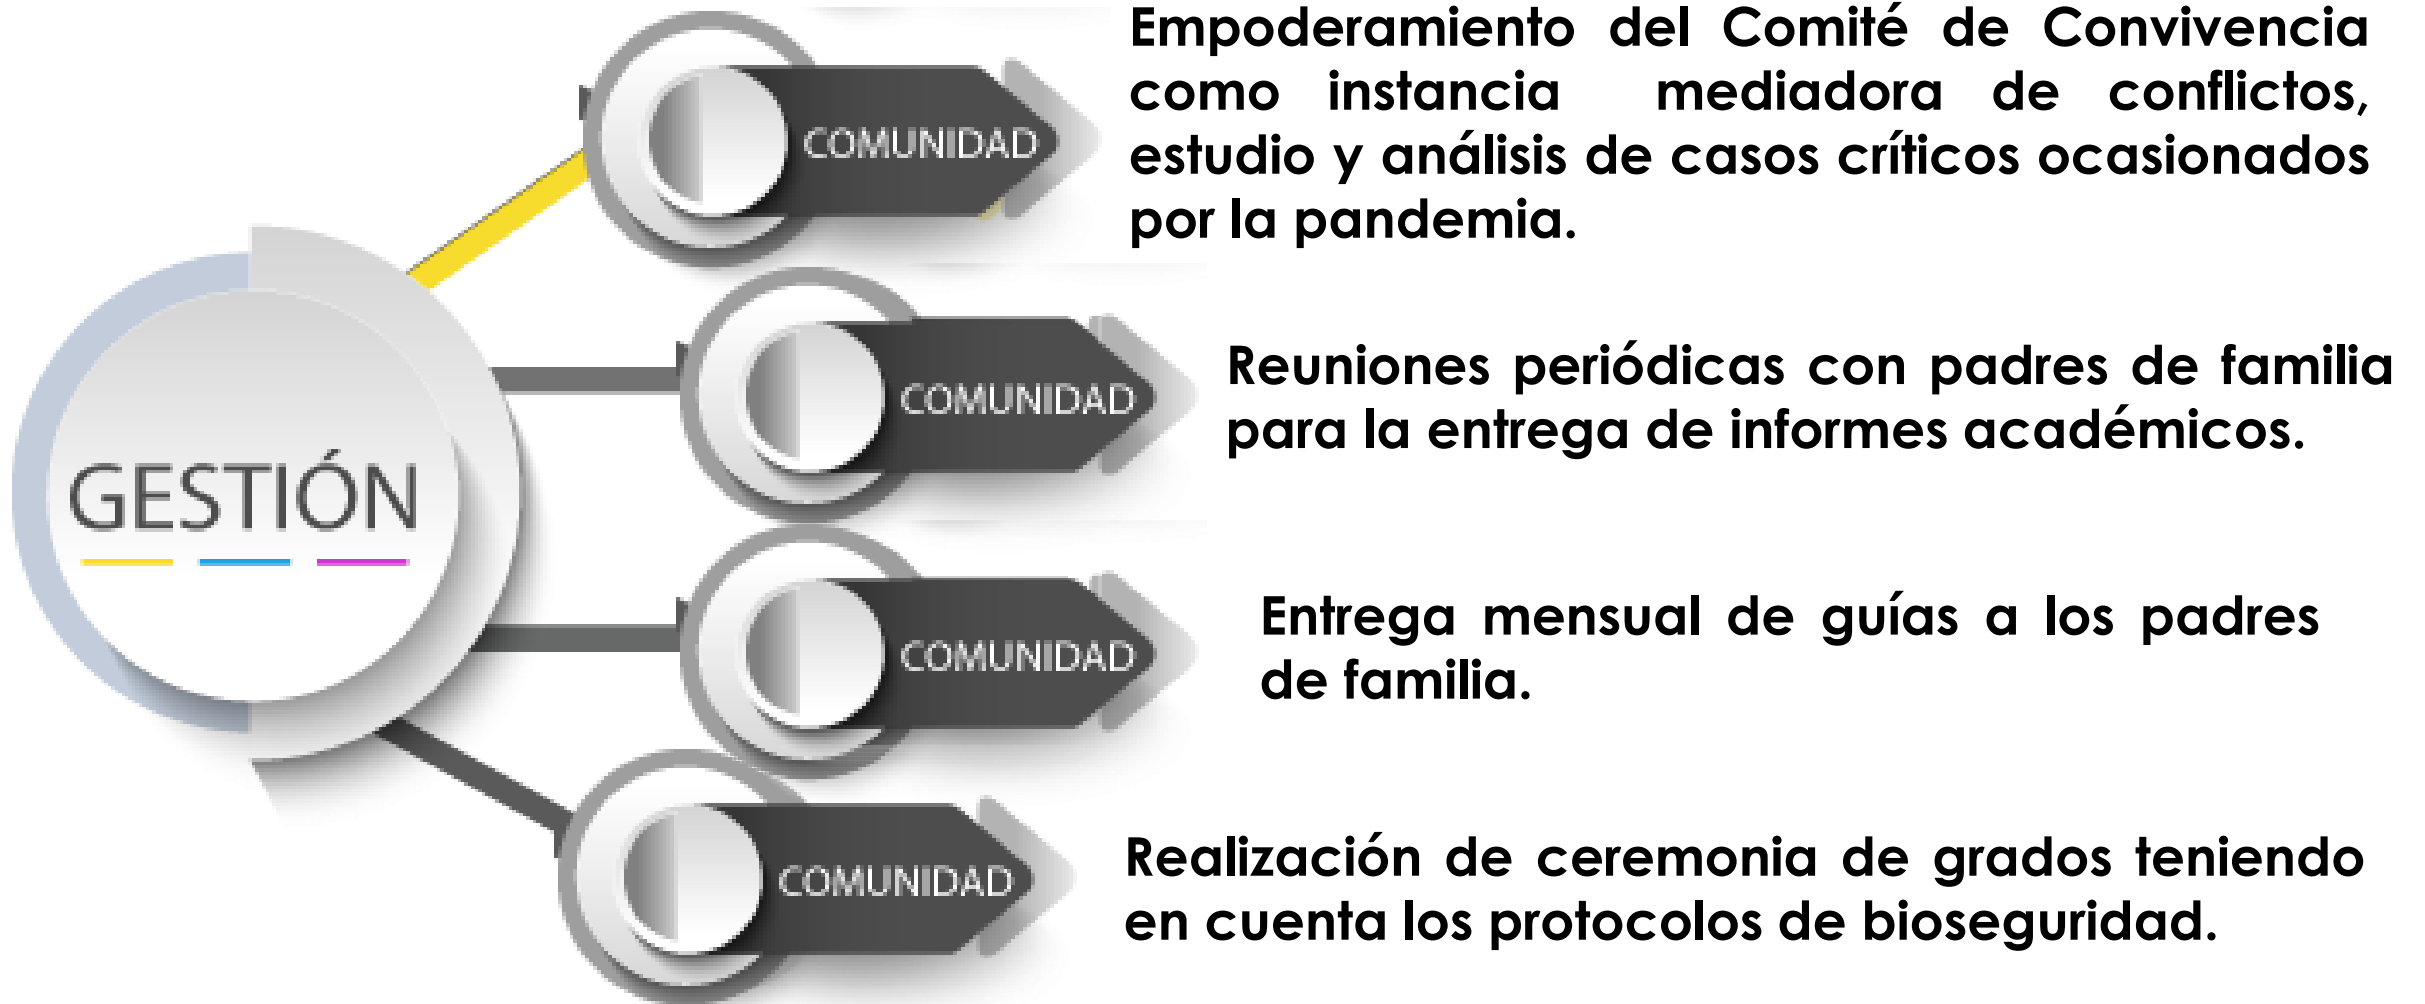 Empoderamiento del Comité de Convivencia
como instancia mediadora de conflictos,
estudio y análisis de casos críticos ocasionados
por la pandemia.
COMUNIDAD
Reuniones periódicas con padres de familia
para la entrega de informes académicos.
COMUNIDAD
GESTIÓN
Entrega mensual de guías a los padres
de familia.
COMUNIDAD
Realización de ceremonia de grados teniendo
en cuenta los protocolos de bioseguridad.
COMUNIDAD